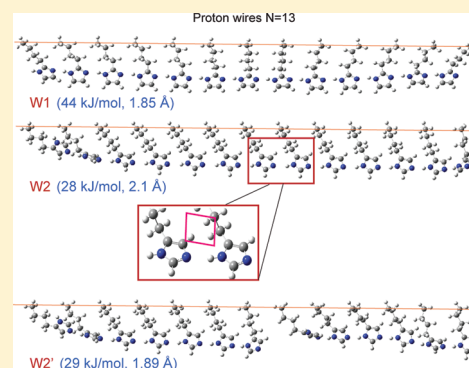 Proton wires N=13
W1 (44 kJ/mol, 1.85 Å)
W2 (28 kJ/mol, 2.1 Å)
W2' (29 kJ/mol, 1.89 Å)